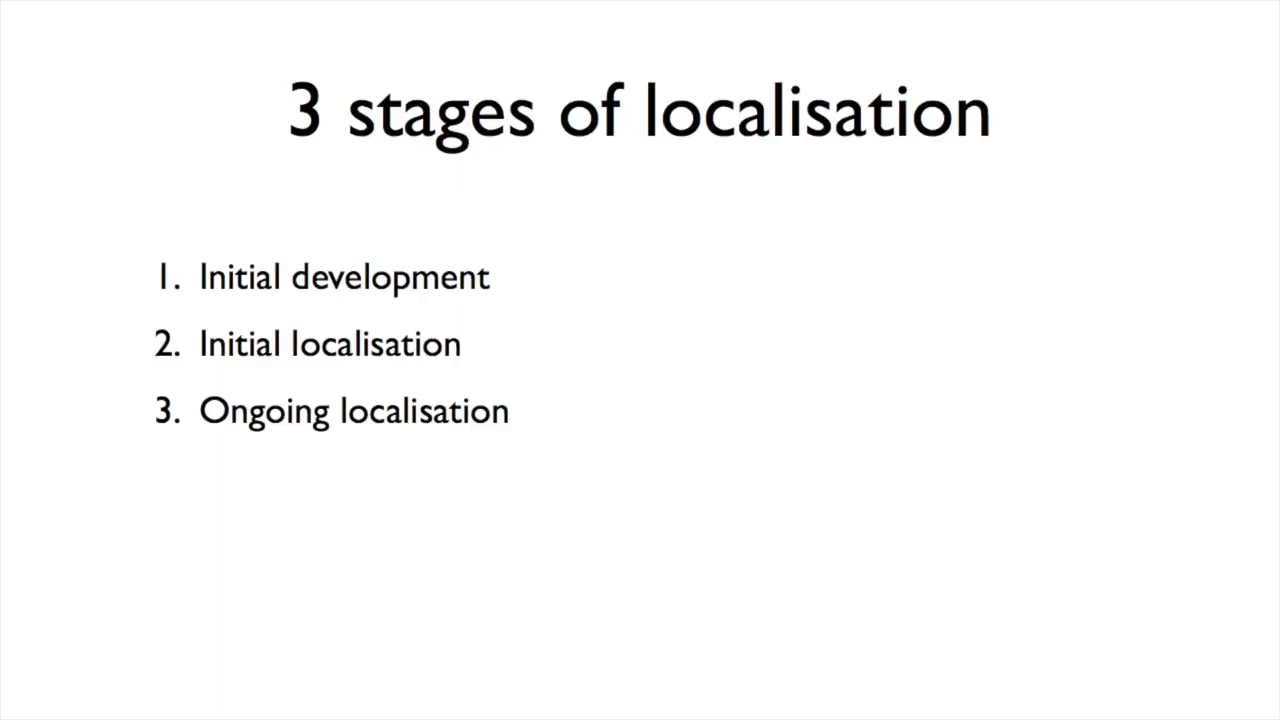 3 stages of localisation
1. Initial development
2. Initial localisation
3. Ongoing localisation